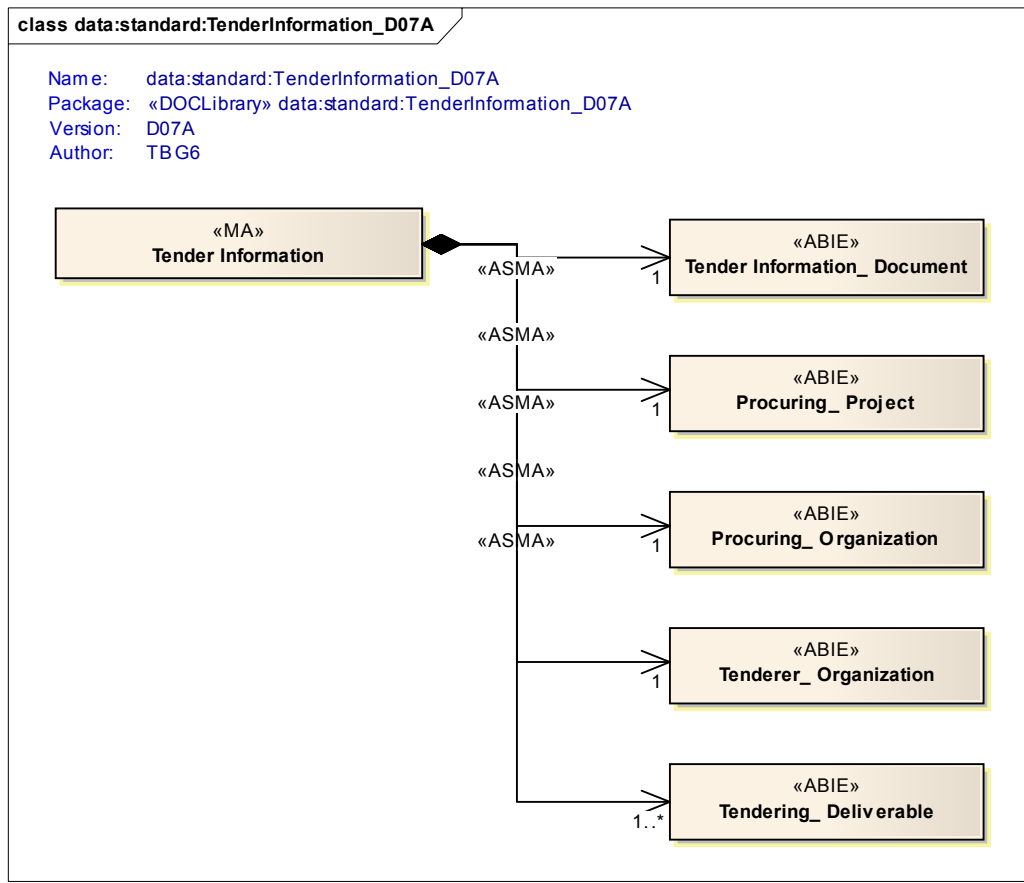 class data:standard:TenderInformation_D07A
Name: data:standard:TenderInformation_D07A
Package: «DOCLibrary» data:standard:TenderInformation_D07A
Version: D07A
Author: TBG6
«MA»
Tender Information
«ABIE»
Tender Information_ Document
«ASMA»
1
«ASMA»
«ABIE»
Procuring_ Project
«ASMA»
1
«ASMA»
«ABIE»
Procuring_ Organization
«ASMA»
1
«ABIE»
Tenderer_ Organization
1
«ABIE»
Tendering_ Deliverable
1..*